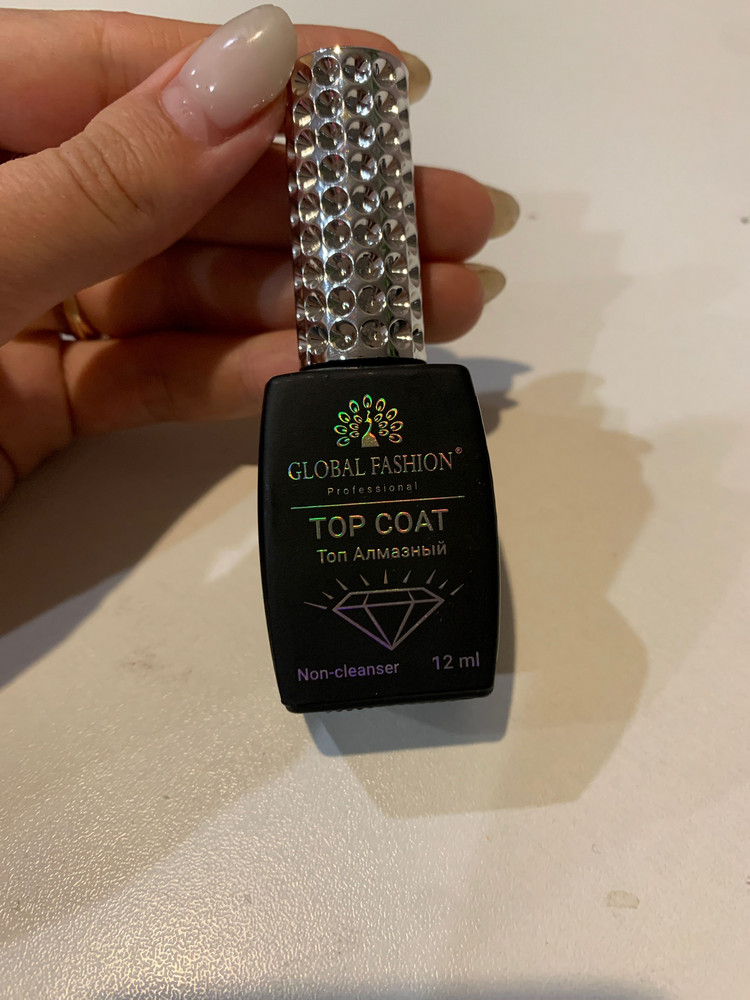 GLOBAL FASHION®
Professional
TOP COAT
Топ Алмазный
Non-cleanser 12 ml